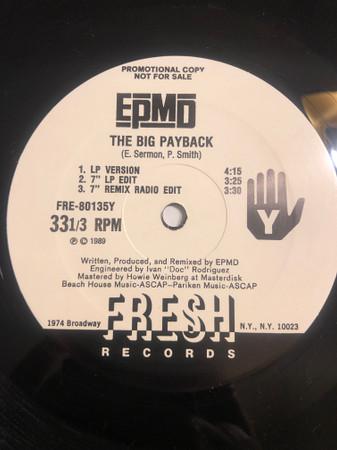 PROMOTIONAL COPY
NOT FOR SALE
EPMD
THE BIG PAYBACK
(E. Sermon, P. Smith)
1. LP VERSION 4:15
2. 7" LP EDIT 3:25
3. 7" REMIX RADIO EDIT 3:30
FRE-80135Y
33 1/3 RPM
Ⓟ © 1989
Y
Written, Produced, and Remixed by EPMD
Engineered by Ivan "Doc" Rodriguez
Mastered by Howie Weinberg at Masterdisk
Beach House Music-ASCAP–Pariken Music-ASCAP
FRESH
1974 Broadway N.Y., N.Y. 10023
RECORDS